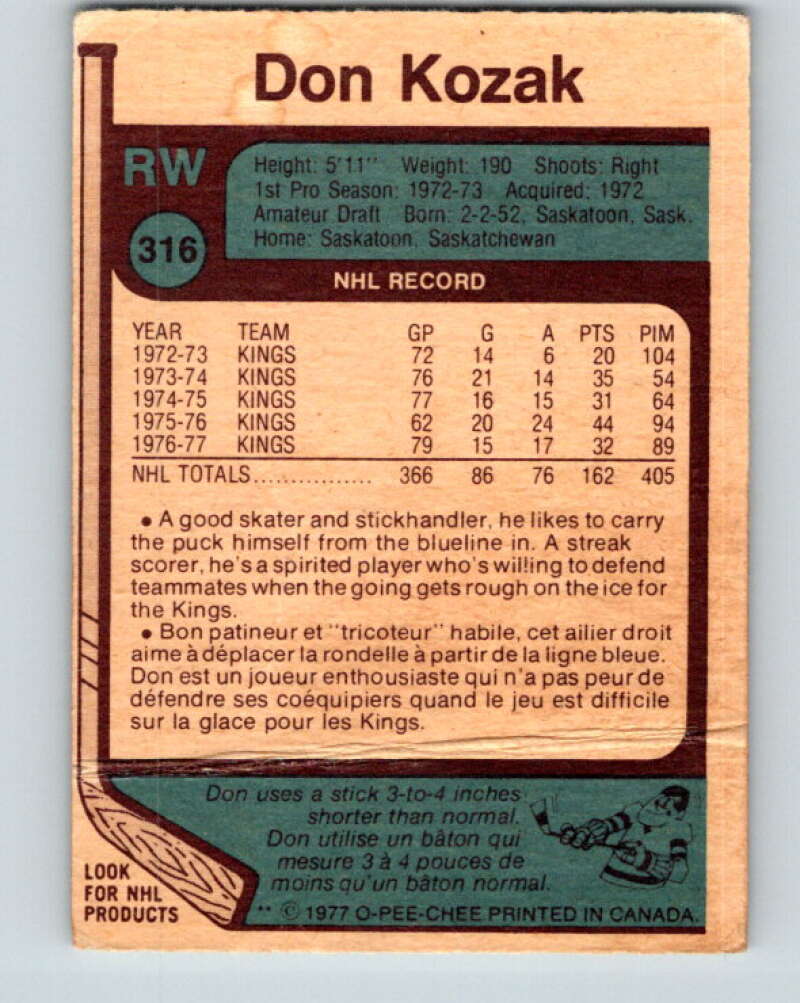 Don Kozak
RW
316
Height: 5'11" Weight: 190 Shoots: Right
1st Pro Season: 1972-73 Acquired: 1972
Amateur Draft Born: 2-2-52, Saskatoon, Sask.
Home: Saskatoon, Saskatchewan
NHL RECORD
YEAR TEAM GP G A PTS PIM
1972-73 KINGS 72 14 6 20 104
1973-74 KINGS 76 21 14 35 54
1974-75 KINGS 77 16 15 31 64
1975-76 KINGS 62 20 24 44 94
1976-77 KINGS 79 15 17 32 89
NHL TOTALS................ 366 86 76 162 405
• A good skater and stickhandler, he likes to carry
the puck himself from the blueline in. A streak
scorer, he's a spirited player who's willing to defend
teammates when the going gets rough on the ice for
the Kings.
• Bon patineur et "tricoteur" habile, cet ailier droit
aime à déplacer la rondelle à partir de la ligne bleue.
Don est un joueur enthousiaste qui n'a pas peur de
défendre ses coéquipiers quand le jeu est difficile
sur la glace pour les Kings.
Don uses a stick 3-to-4 inches
shorter than normal.
Don utilise un bâton qui
mesure 3 à 4 pouces de
moins qu'un bâton normal.
LOOK
FOR NHL
PRODUCTS
** © 1977 O-PEE-CHEE PRINTED IN CANADA.